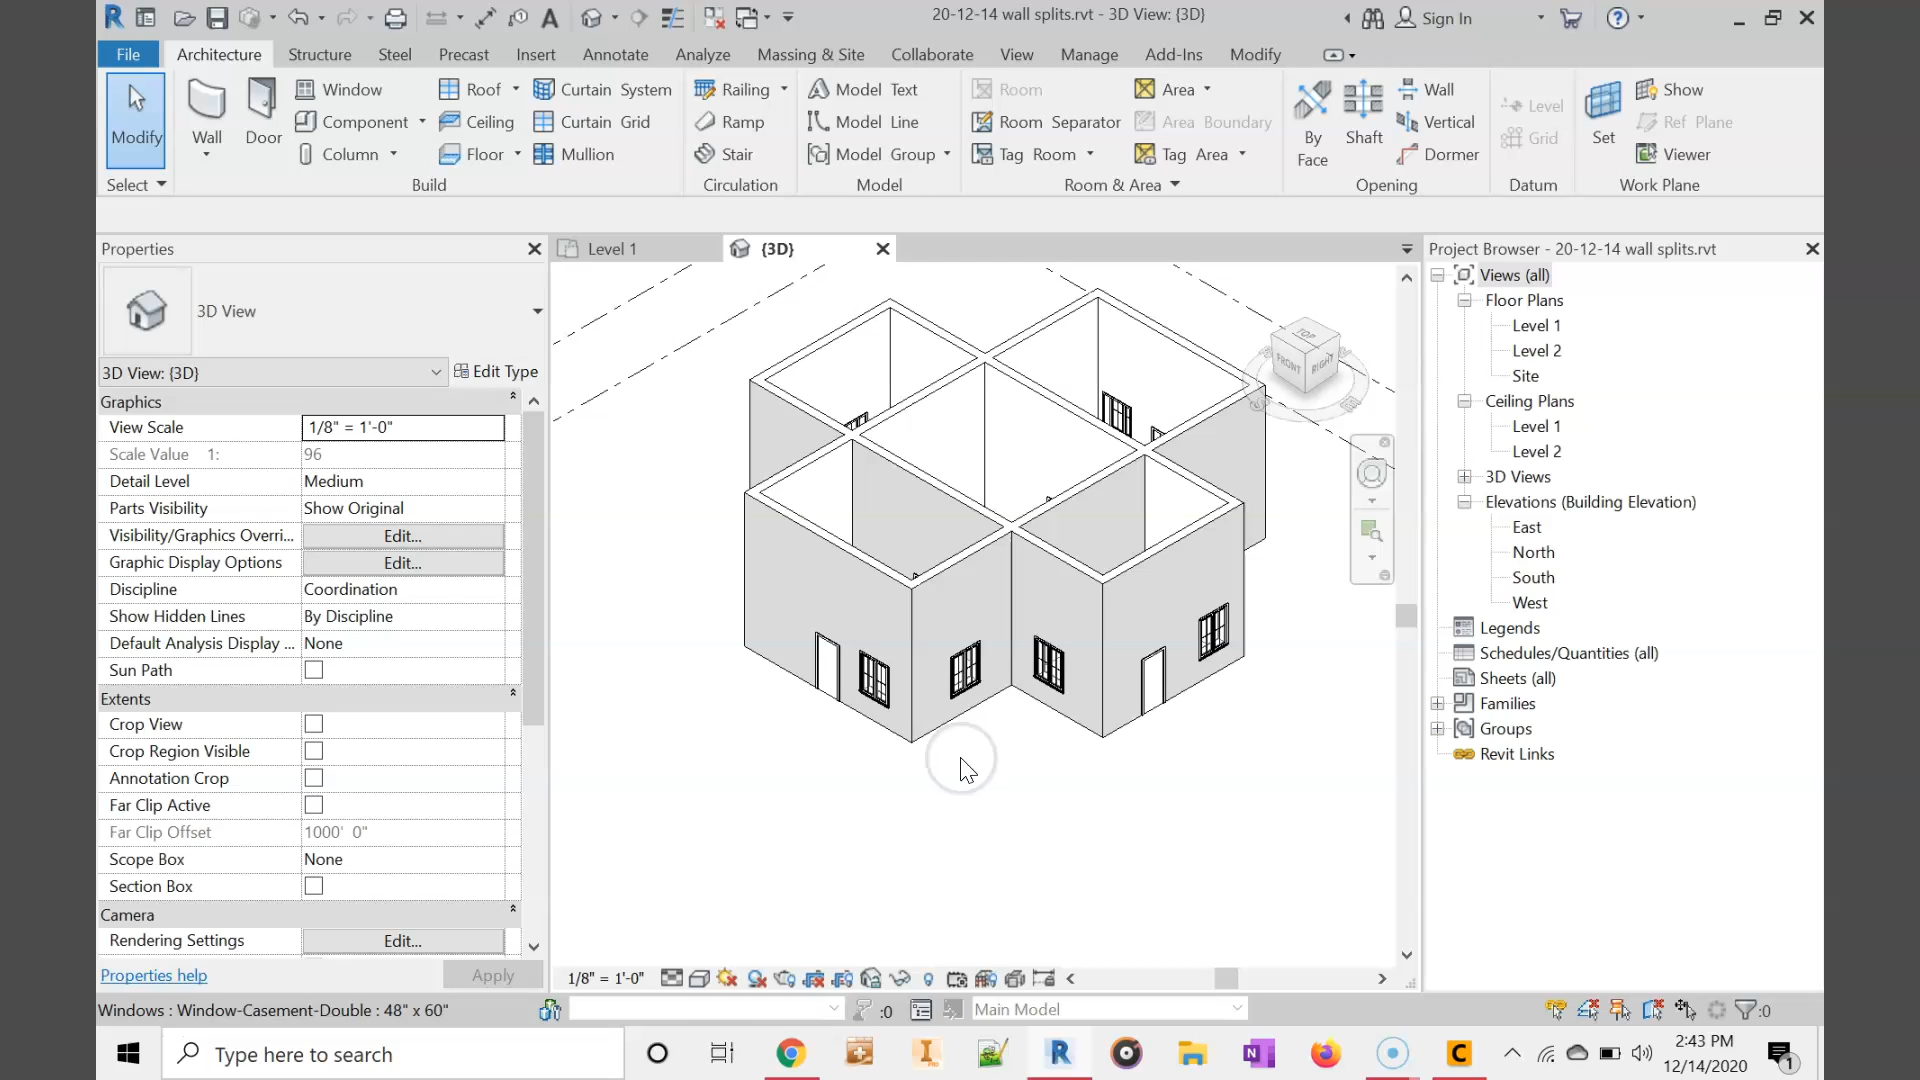 20-12-14 wall splits.rvt - 3D View: {3D}
Sign In
File Architecture Structure Steel Precast Insert Annotate Analyze Massing & Site Collaborate View Manage Add-Ins Modify
Modify
Select
Wall
Door
Window
Component
Column
Roof
Ceiling
Floor
Curtain System
Curtain Grid
Mullion
Build
Railing
Ramp
Stair
Circulation
Model Text
Model Line
Model Group
Model
Room
Room Separator
Tag Room
Area
Area Boundary
Tag Area
Room & Area
By
Face
Shaft
Wall
Vertical
Dormer
Opening
Level
Grid
Datum
Set
Show
Ref Plane
Viewer
Work Plane
Properties
3D View
3D View: {3D}
Edit Type
Graphics
View Scale 1/8" = 1'-0"
Scale Value 1: 96
Detail Level Medium
Parts Visibility Show Original
Visibility/Graphics Overri... Edit...
Graphic Display Options Edit...
Discipline Coordination
Show Hidden Lines By Discipline
Default Analysis Display ... None
Sun Path
Extents
Crop View
Crop Region Visible
Annotation Crop
Far Clip Active
Far Clip Offset 1000' 0"
Scope Box None
Section Box
Camera
Rendering Settings Edit...
Properties help
Apply
Level 1
{3D}
TOP
FRONT
RIGHT
1/8" = 1'-0"
Project Browser - 20-12-14 wall splits.rvt
Views (all)
Floor Plans
Level 1
Level 2
Site
Ceiling Plans
Level 1
Level 2
3D Views
Elevations (Building Elevation)
East
North
South
West
Legends
Schedules/Quantities (all)
Sheets (all)
Families
Groups
Revit Links
Windows : Window-Casement-Double : 48" x 60"
:0
Main Model
:0
Type here to search
2:43 PM
12/14/2020
1